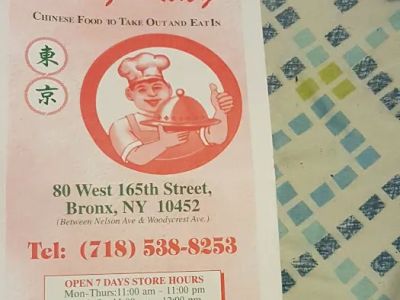 CHINESE FOOD TO TAKE OUT AND EAT IN
東
京
80 West 165th Street,
Bronx, NY 10452
(Between Nelson Ave & Woodycrest Ave.)
Tel: (718) 538-8253
OPEN 7 DAYS STORE HOURS
Mon-Thurs:11:00 am - 11:00 pm